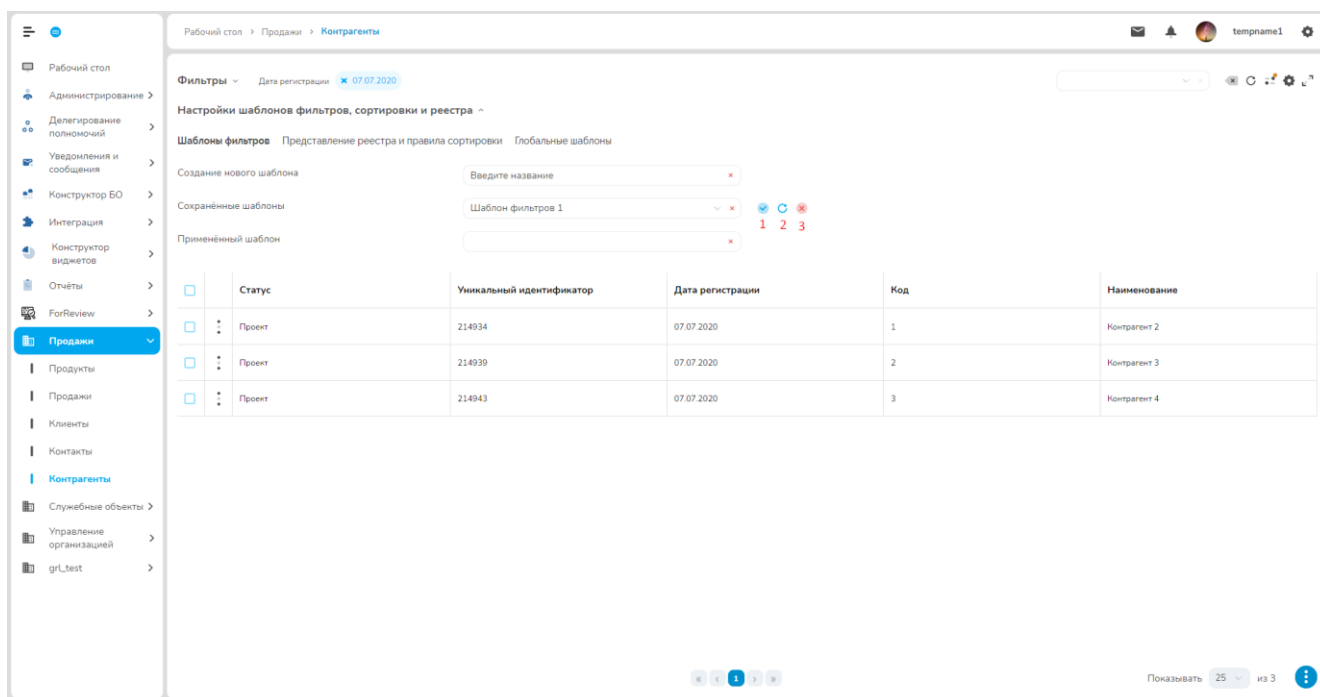 Рабочий стол > Продажи > Контрагенты
tempname1
Рабочий стол
Администрирование
Делегирование
полномочий
Уведомления и
сообщения
Конструктор БО
Интеграция
Конструктор
виджетов
Отчёты
ForReview
Продажи
Продукты
Продажи
Клиенты
Контакты
Контрагенты
Служебные объекты
Управление
организацией
grl_test
Фильтры Дата регистрации × 07.07.2020
Настройки шаблонов фильтров, сортировки и реестра
Шаблоны фильтров Представление реестра и правила сортировки Глобальные шаблоны
Создание нового шаблона Введите название
Сохранённые шаблоны Шаблон фильтров 1
1 2 3
Применённый шаблон
Статус Уникальный идентификатор Дата регистрации Код Наименование
Проект 214934 07.07.2020 1 Контрагент 2
Проект 214939 07.07.2020 2 Контрагент 3
Проект 214943 07.07.2020 3 Контрагент 4
« ‹ 1 › »
Показывать 25 из 3